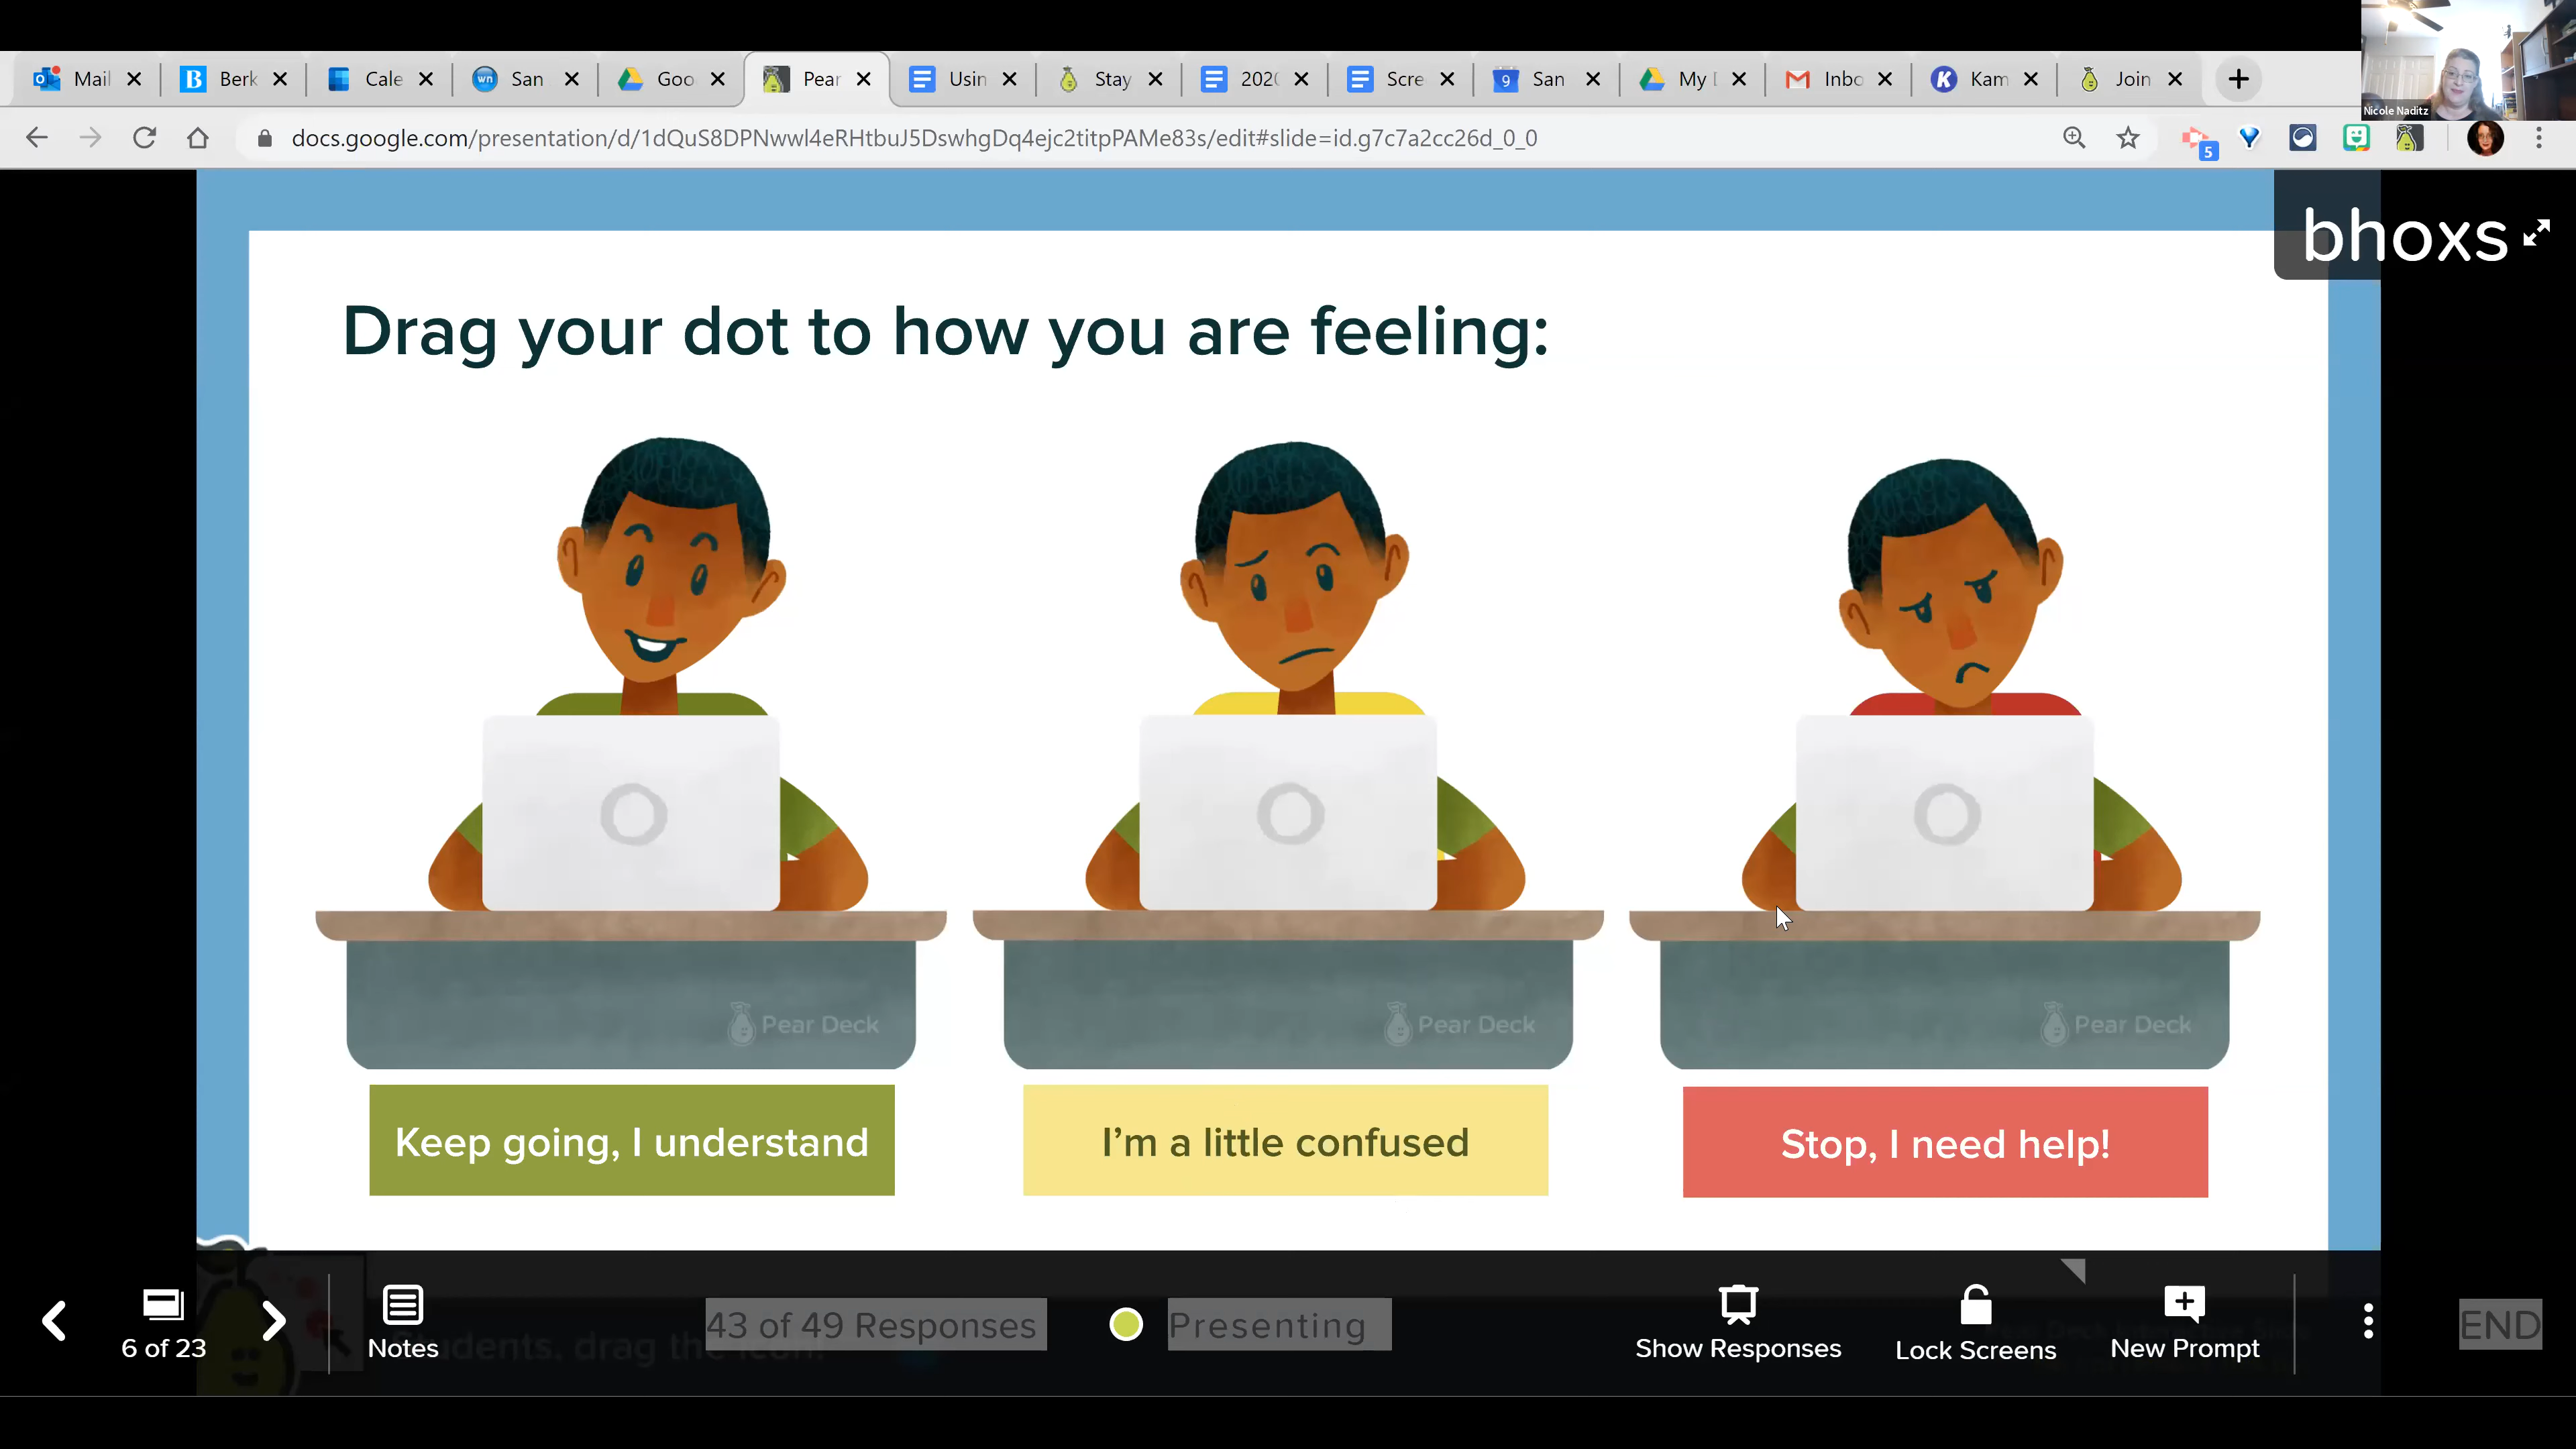 Nicole Naditz
Mail
Berk
Cale
San
Goo
Pear
Usin
Stay
202
Scre
San
My
Inbo
Kam
Join
docs.google.com/presentation/d/1dQuS8DPNwwl4eRHtbuJ5DswhgDq4ejc2titpPAMe83s/edit#slide=id.g7c7a2cc26d_0_0
5
bhoxs
Drag your dot to how you are feeling:
Pear Deck
Pear Deck
Pear Deck
Keep going, I understand
I'm a little confused
Stop, I need help!
6 of 23
Notes
43 of 49 Responses
Presenting
Show Responses
Lock Screens
New Prompt
END